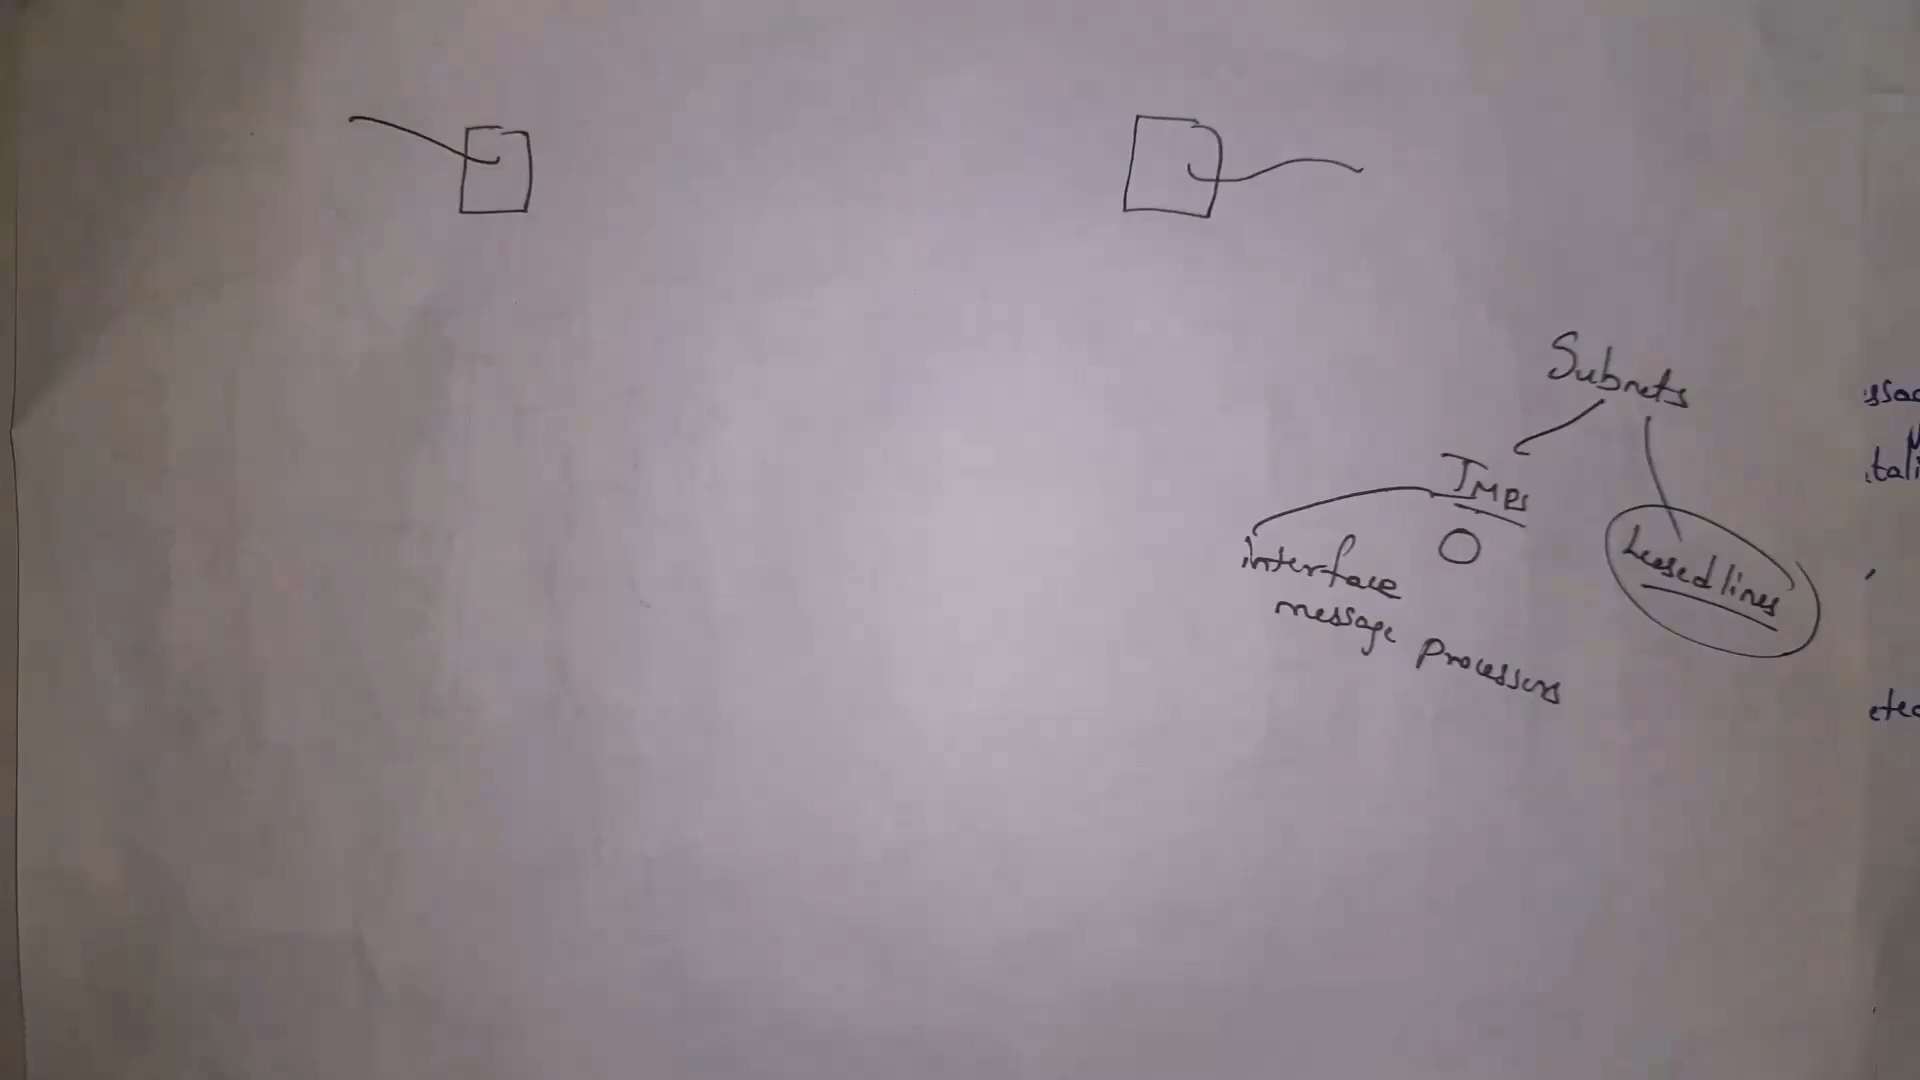 Subnets
IMPs
Leased lines
interface
message processors